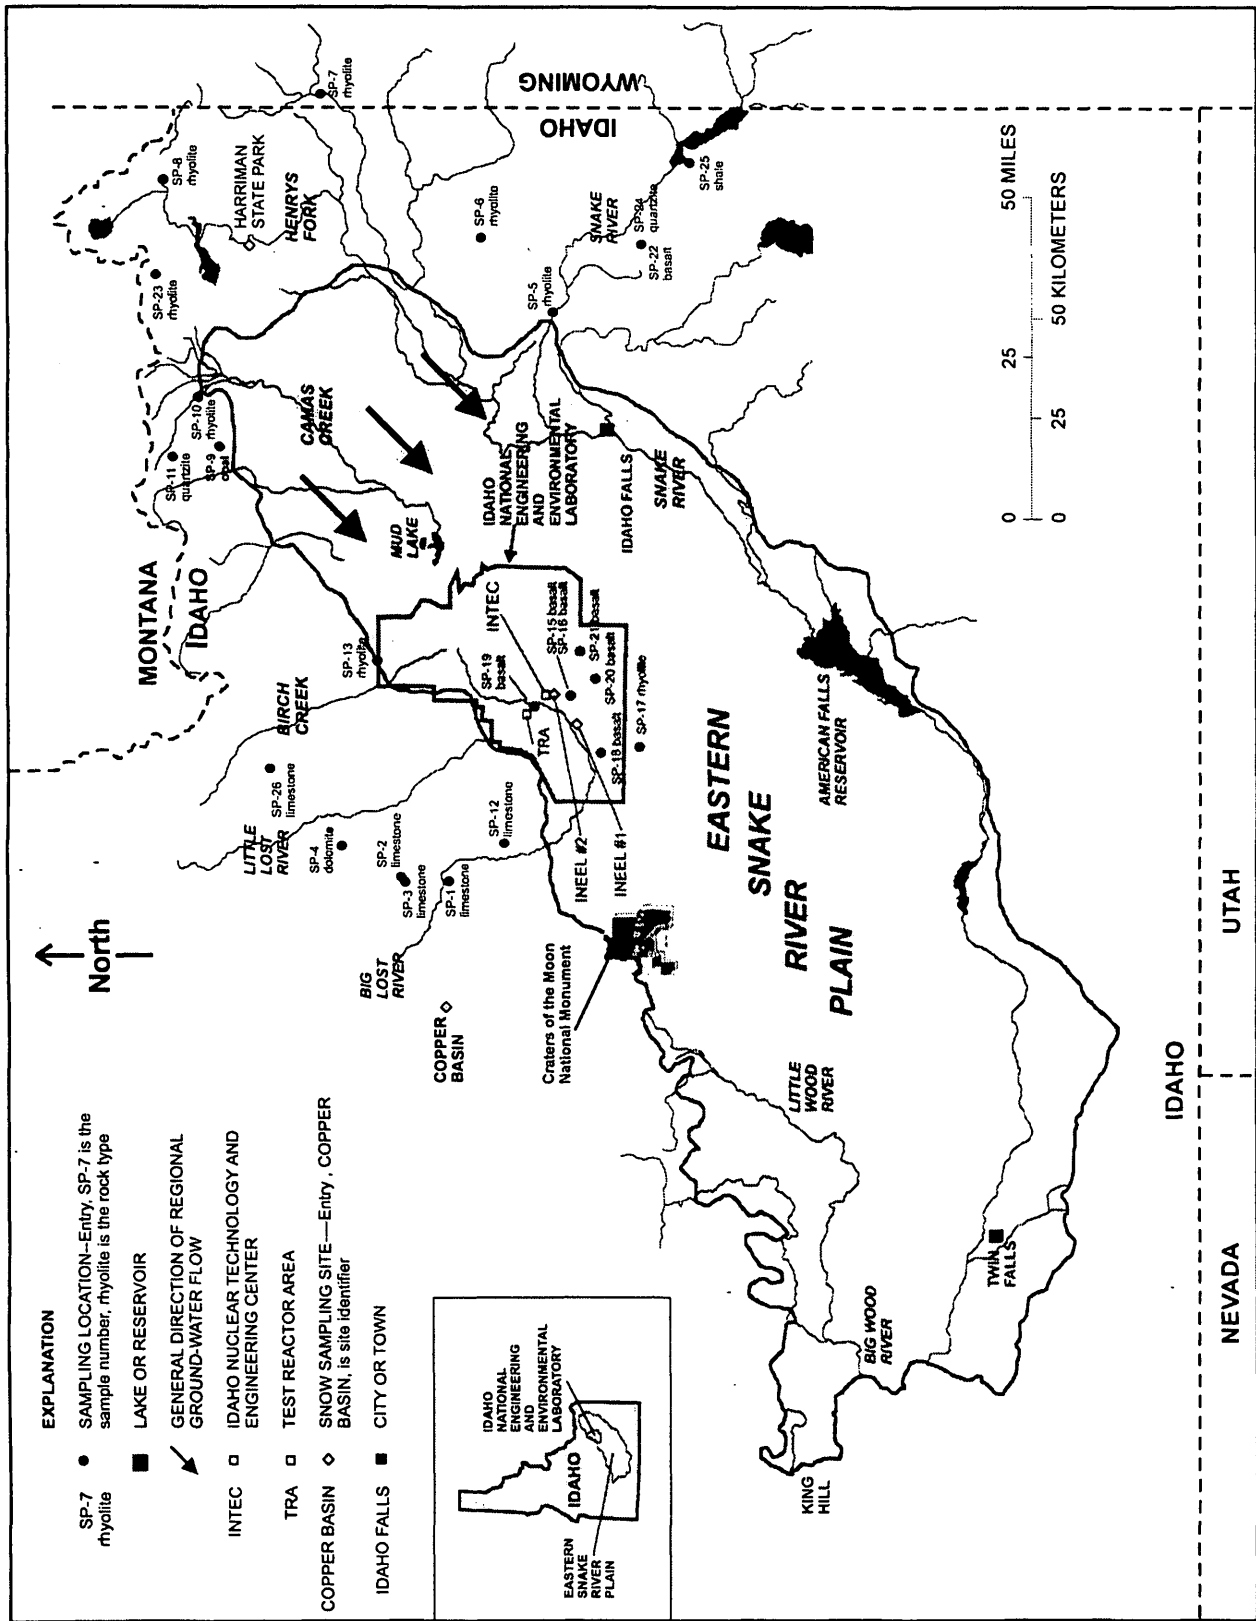 EXPLANATION
SP-7
rhyolite
SAMPLING LOCATION--Entry, SP-7 is the
sample number, rhyolite is the rock type
LAKE OR RESERVOIR
GENERAL DIRECTION OF REGIONAL
GROUND-WATER FLOW
INTEC
IDAHO NUCLEAR TECHNOLOGY AND
ENGINEERING CENTER
TRA
TEST REACTOR AREA
COPPER BASIN
SNOW SAMPLING SITE—Entry, COPPER
BASIN, is site identifier
IDAHO FALLS
CITY OR TOWN
IDAHO
NATIONAL
ENGINEERING
AND
ENVIRONMENTAL
LABORATORY
IDAHO
EASTERN
SNAKE
RIVER
PLAIN
North
MONTANA
IDAHO
SP-11
quartzite
SP-9
opal
SP-10
rhyolite
SP-23
rhyolite
SP-8
rhyolite
HARRIMAN
STATE PARK
HENRYS
FORK
SP-7
rhyolite
CAMAS
CREEK
MUD
LAKE
SP-13
rhyolite
BIRCH
CREEK
SP-26
limestone
LITTLE
LOST
RIVER
SP-4
dolomite
SP-2
limestone
SP-3
limestone
SP-1
limestone
SP-12
limestone
BIG
LOST
RIVER
COPPER
BASIN
SP-6
rhyolite
SP-5
rhyolite
IDAHO
WYOMING
SNAKE
RIVER
SP-24
quartzite
SP-22
basalt
SP-25
shale
IDAHO
NATIONAL
ENGINEERING
AND
ENVIRONMENTAL
LABORATORY
INTEC
SP-19
basalt
TRA
SP-15 basalt
SP-16 basalt
SP-21 basalt
SP-20 basalt
SP-18 basalt
SP-17 rhyolite
INEEL #2
INEEL #1
Craters of the Moon
National Monument
IDAHO FALLS
SNAKE
RIVER
EASTERN
SNAKE
RIVER
PLAIN
AMERICAN FALLS
RESERVOIR
LITTLE
WOOD
RIVER
BIG WOOD
RIVER
KING
HILL
TWIN
FALLS
0 25 50 MILES
0 25 50 KILOMETERS
IDAHO
NEVADA
UTAH